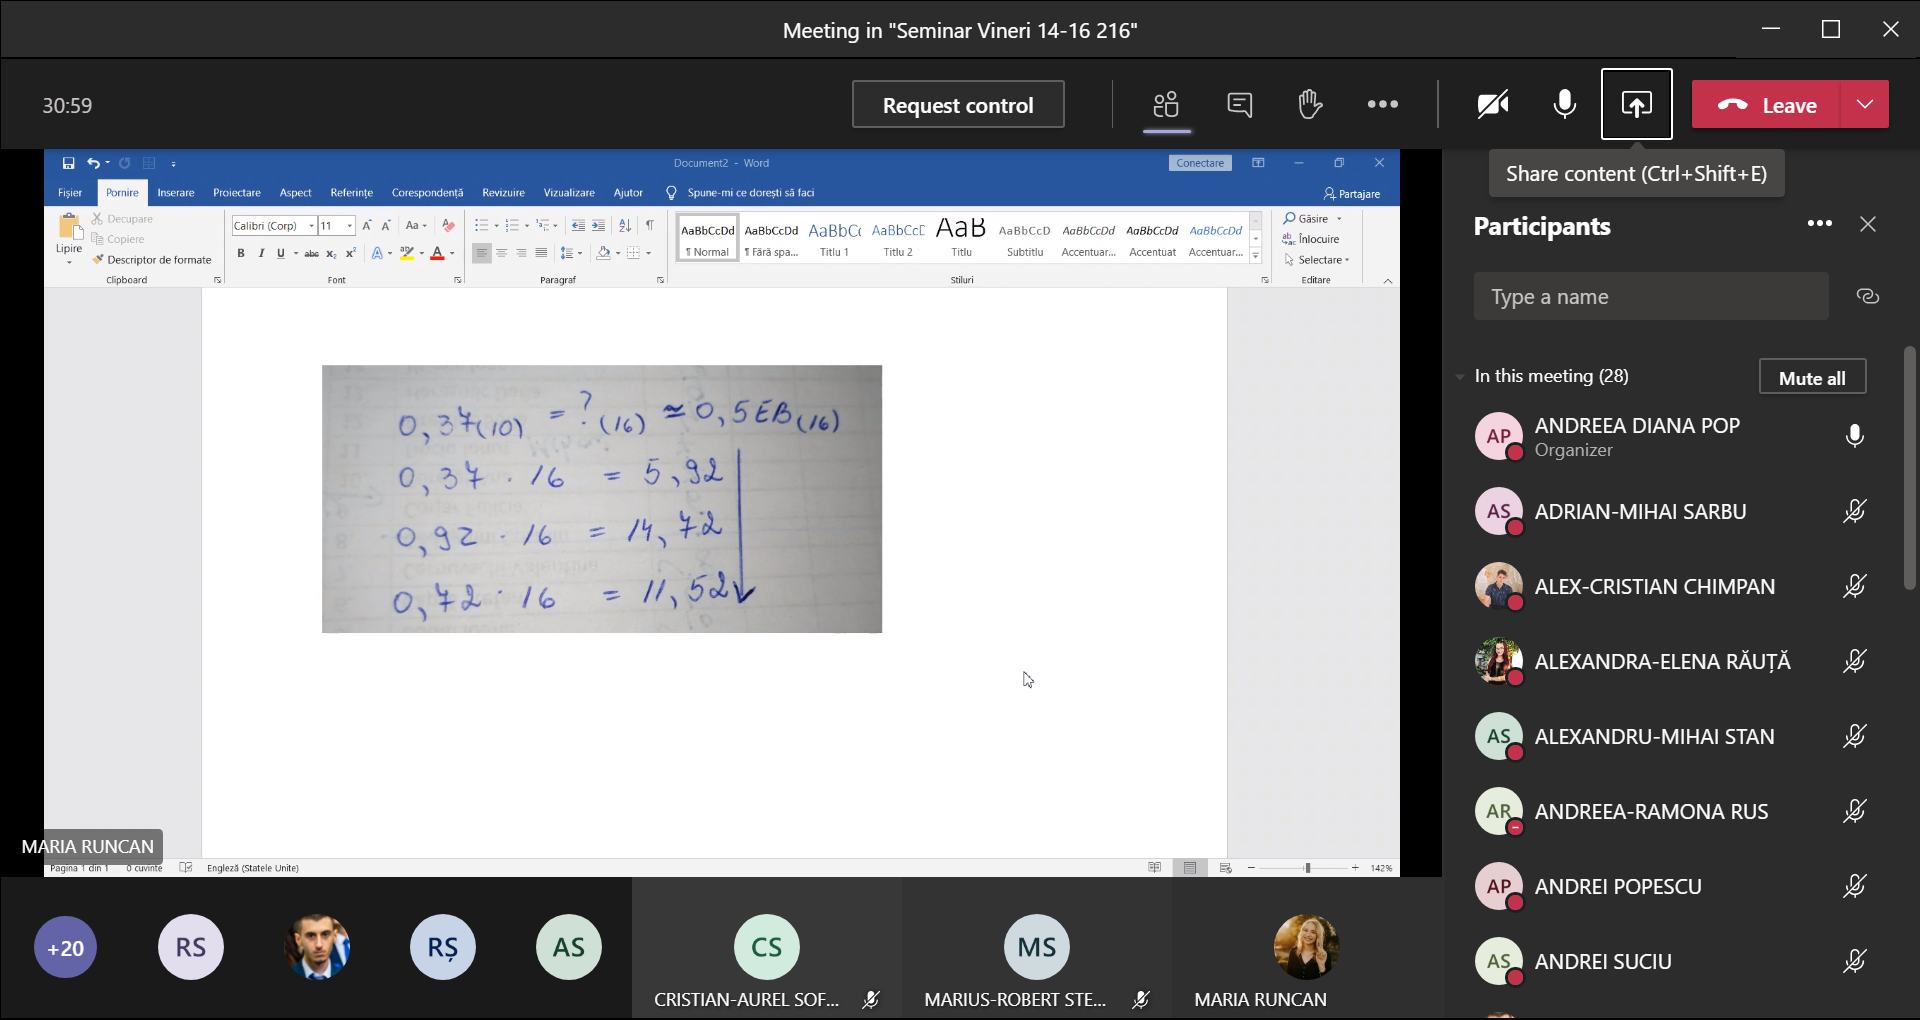 Meeting in "Seminar Vineri 14-16 216"
30:59
Request control
Leave
Share content (Ctrl+Shift+E)
Document2 - Word
Conectare
Fișier Pornire Inserare Proiectare Aspect Referințe Corespondență Revizuire Vizualizare Ajutor Spune-mi ce dorești să faci
Partajare
Lipire
Decupare
Copiere
Descriptor de formate
Clipboard
Calibri (Corp) 11
Font
Paragraf
AaBbCcDd AaBbCcDd AaBbCc AaBbCcC AaB AaBbCcD AaBbCcDd AaBbCcDd AaBbCcDd
¶ Normal ¶ Fără spa... Titlu 1 Titlu 2 Titlu Subtitlu Accentuar... Accentuat Accentuar...
Stiluri
Găsire
Înlocuire
Selectare
Editare
0,37(10) = ?(16) ≃ 0,5EB(16)
0,37 · 16 = 5,92
0,92 · 16 = 14,72
0,72 · 16 = 11,52
MARIA RUNCAN
Pagina 1 din 1 0 cuvinte Engleză (Statele Unite)
142%
+20
RS
RȘ
AS
CS
CRISTIAN-AUREL SOF...
MS
MARIUS-ROBERT STE...
MARIA RUNCAN
Participants
Type a name
In this meeting (28)
Mute all
AP ANDREEA DIANA POP
Organizer
AS ADRIAN-MIHAI SARBU
ALEX-CRISTIAN CHIMPAN
ALEXANDRA-ELENA RĂUȚĂ
AS ALEXANDRU-MIHAI STAN
AR ANDREEA-RAMONA RUS
AP ANDREI POPESCU
AS ANDREI SUCIU